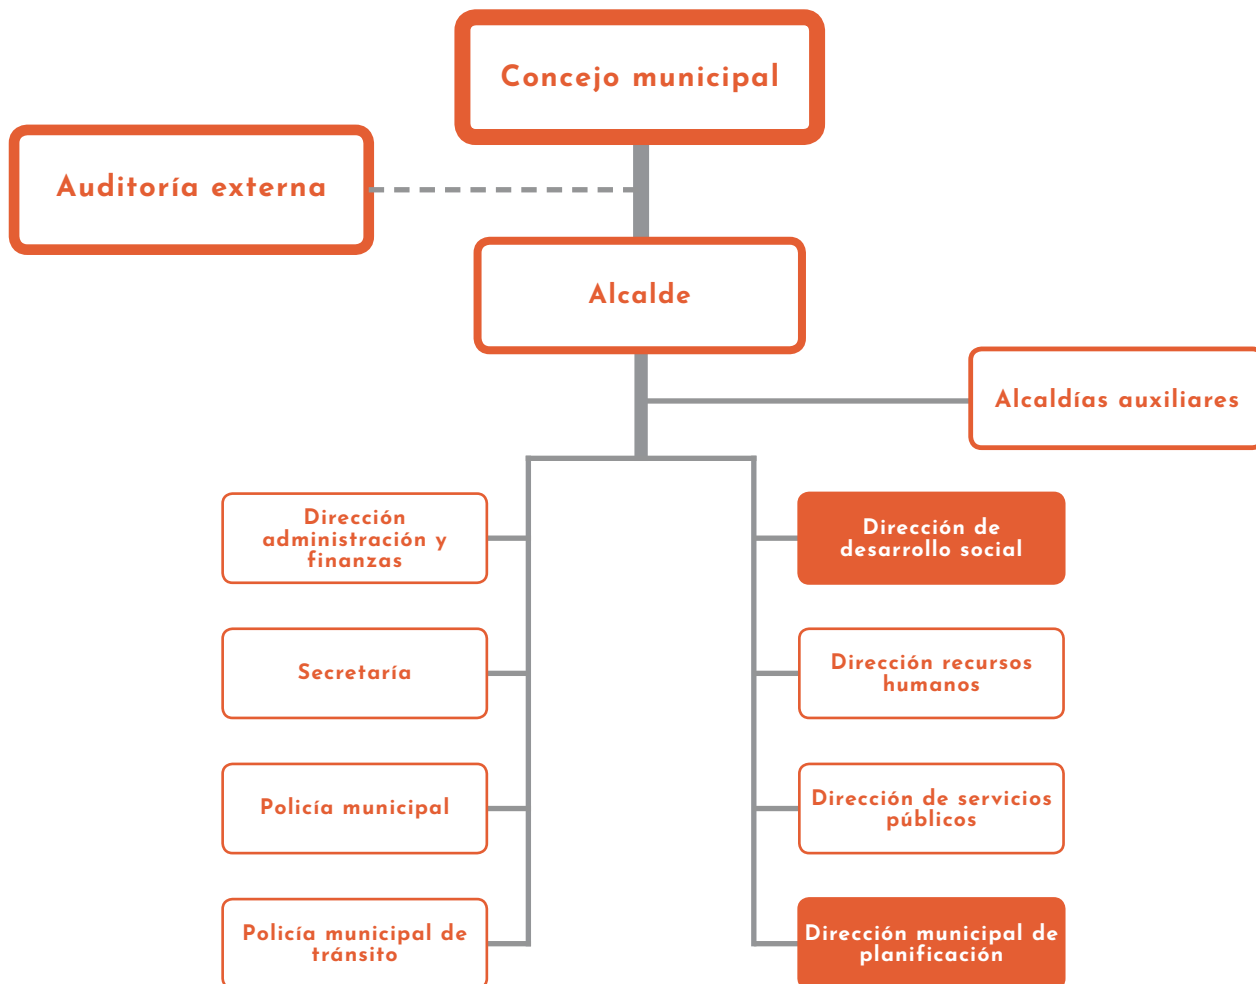 Concejo municipal
Auditoría externa
Alcalde
Alcaldías auxiliares
Dirección
administración y
finanzas
Dirección de
desarrollo social
Secretaría
Dirección recursos
humanos
Policía municipal
Dirección de servicios
públicos
Policía municipal de
tránsito
Dirección municipal de
planificación